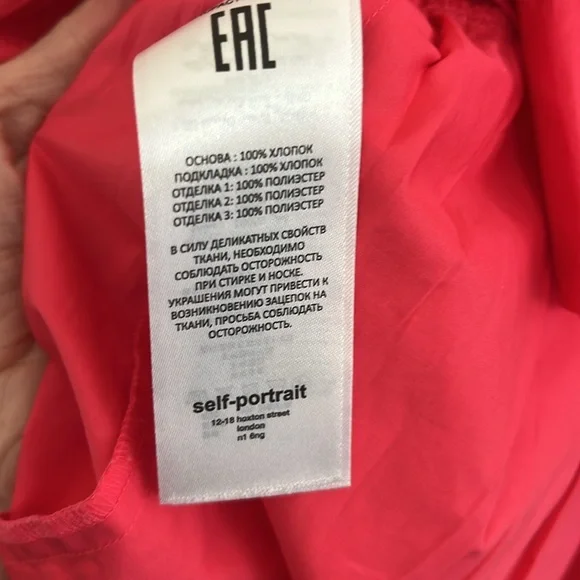 EAC
ОСНОВА : 100% ХЛОПОК
ПОДКЛАДКА : 100% ХЛОПОК
ОТДЕЛКА 1: 100% ПОЛИЭСТЕР
ОТДЕЛКА 2: 100% ПОЛИЭСТЕР
ОТДЕЛКА 3: 100% ПОЛИЭСТЕР
В СИЛУ ДЕЛИКАТНЫХ СВОЙСТВ
ТКАНИ, НЕОБХОДИМО
СОБЛЮДАТЬ ОСТОРОЖНОСТЬ
ПРИ СТИРКЕ И НОСКЕ.
УКРАШЕНИЯ МОГУТ ПРИВЕСТИ К
ВОЗНИКНОВЕНИЮ ЗАЦЕПОК НА
ТКАНИ, ПРОСЬБА СОБЛЮДАТЬ
ОСТОРОЖНОСТЬ.
self-portrait
12-18 hoxton street
london
n1 6ng